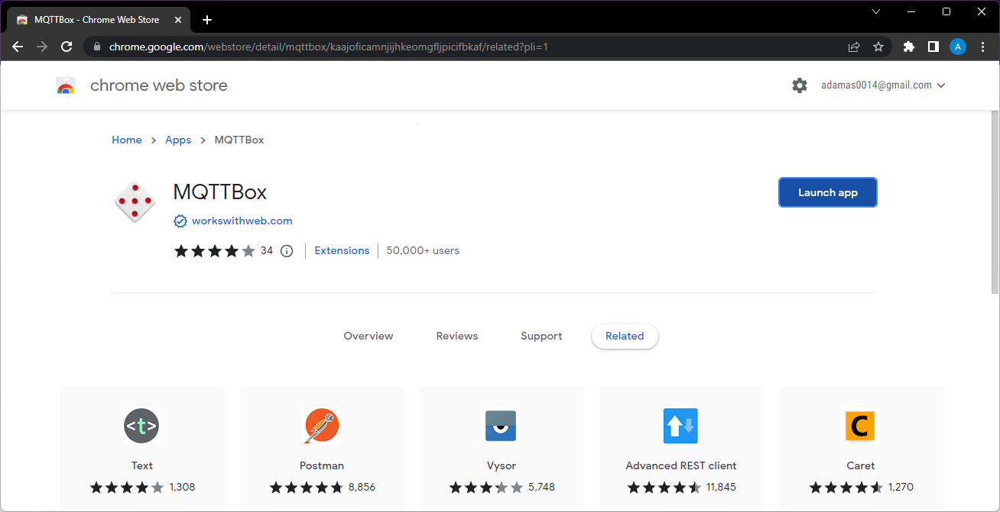 MQTTBox - Chrome Web Store
chrome.google.com/webstore/detail/mqttbox/kaajoficamnjijhkeomgfljpicifbkaf/related?pli=1
A
chrome web store
adamas0014@gmail.com
Home > Apps > MQTTBox
MQTTBox
Launch app
workswithweb.com
34 Extensions 50,000+ users
Overview Reviews Support Related
<t> C
Text Postman Vysor Advanced REST client Caret
1,308 8,856 5,748 11,845 1,270